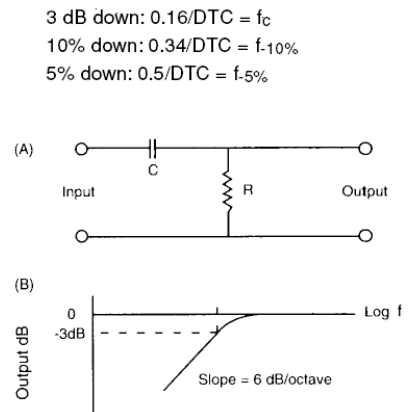 3 dB down: 0.16/DTC = fc
10% down: 0.34/DTC = f-10%
5% down: 0.5/DTC = f-5%
(A)
C
Input
R
Output
(B)
0
Log f
-3dB
Output dB
Slope = 6 dB/octave